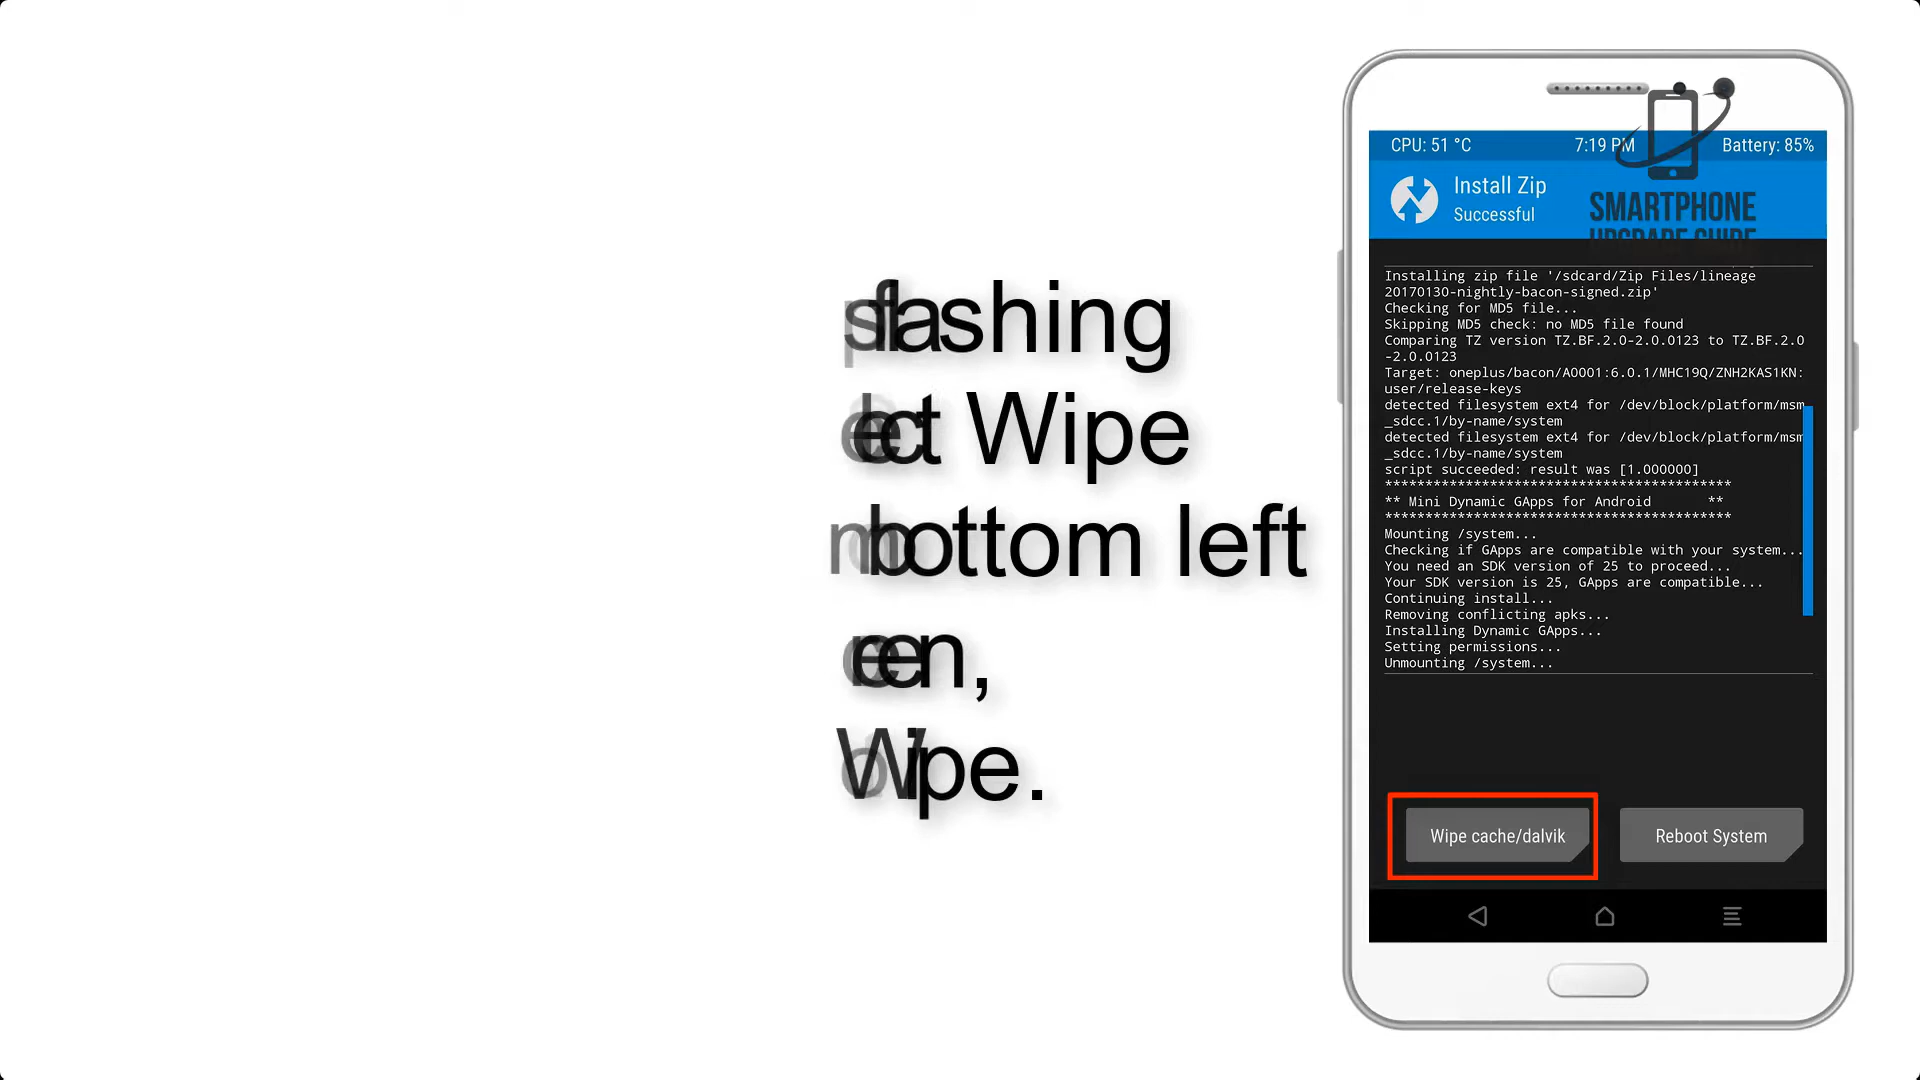 flashing
Wipe
bottom left
Wipe.
CPU: 51 °C 7:19 PM Battery: 85%
Install Zip
Successful
SMARTPHONE
UPGRADE GUIDE
Installing zip file '/sdcard/Zip Files/lineage
20170130-nightly-bacon-signed.zip'
Checking for MD5 file...
Skipping MD5 check: no MD5 file found
Comparing TZ version TZ.BF.2.0-2.0.0123 to TZ.BF.2.0
-2.0.0123
Target: oneplus/bacon/A0001:6.0.1/MHC19Q/ZNH2KAS1KN:
user/release-keys
detected filesystem ext4 for /dev/block/platform/msm
_sdcc.1/by-name/system
detected filesystem ext4 for /dev/block/platform/msm
_sdcc.1/by-name/system
script succeeded: result was [1.000000]
*******************************************
** Mini Dynamic GApps for Android **
*******************************************
Mounting /system...
Checking if GApps are compatible with your system...
You need an SDK version of 25 to proceed...
Your SDK version is 25, GApps are compatible...
Continuing install...
Removing conflicting apks...
Installing Dynamic GApps...
Setting permissions...
Unmounting /system...
Wipe cache/dalvik
Reboot System